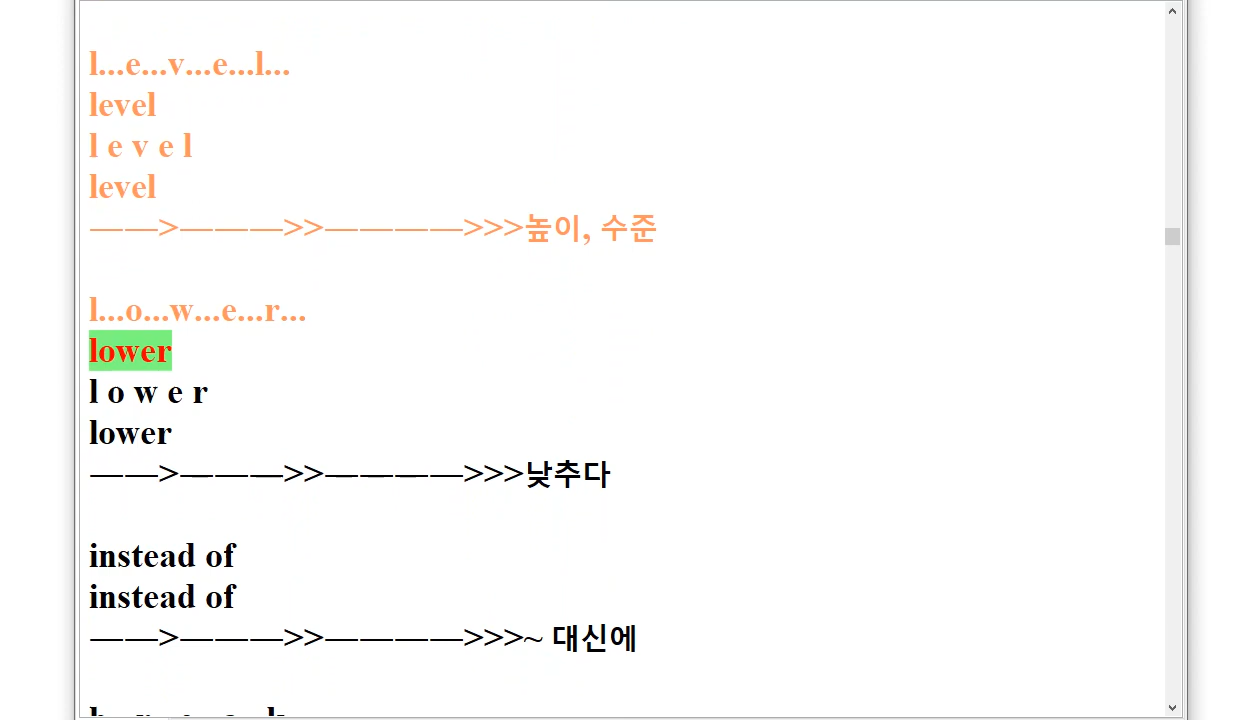 l...e...v...e...l...
level
l e v e l
level
——>———>>————>>>높이, 수준
l...o...w...e...r...
lower
l o w e r
lower
——>———>>————>>>낮추다
instead of
instead of
——>———>>————>>>~ 대신에